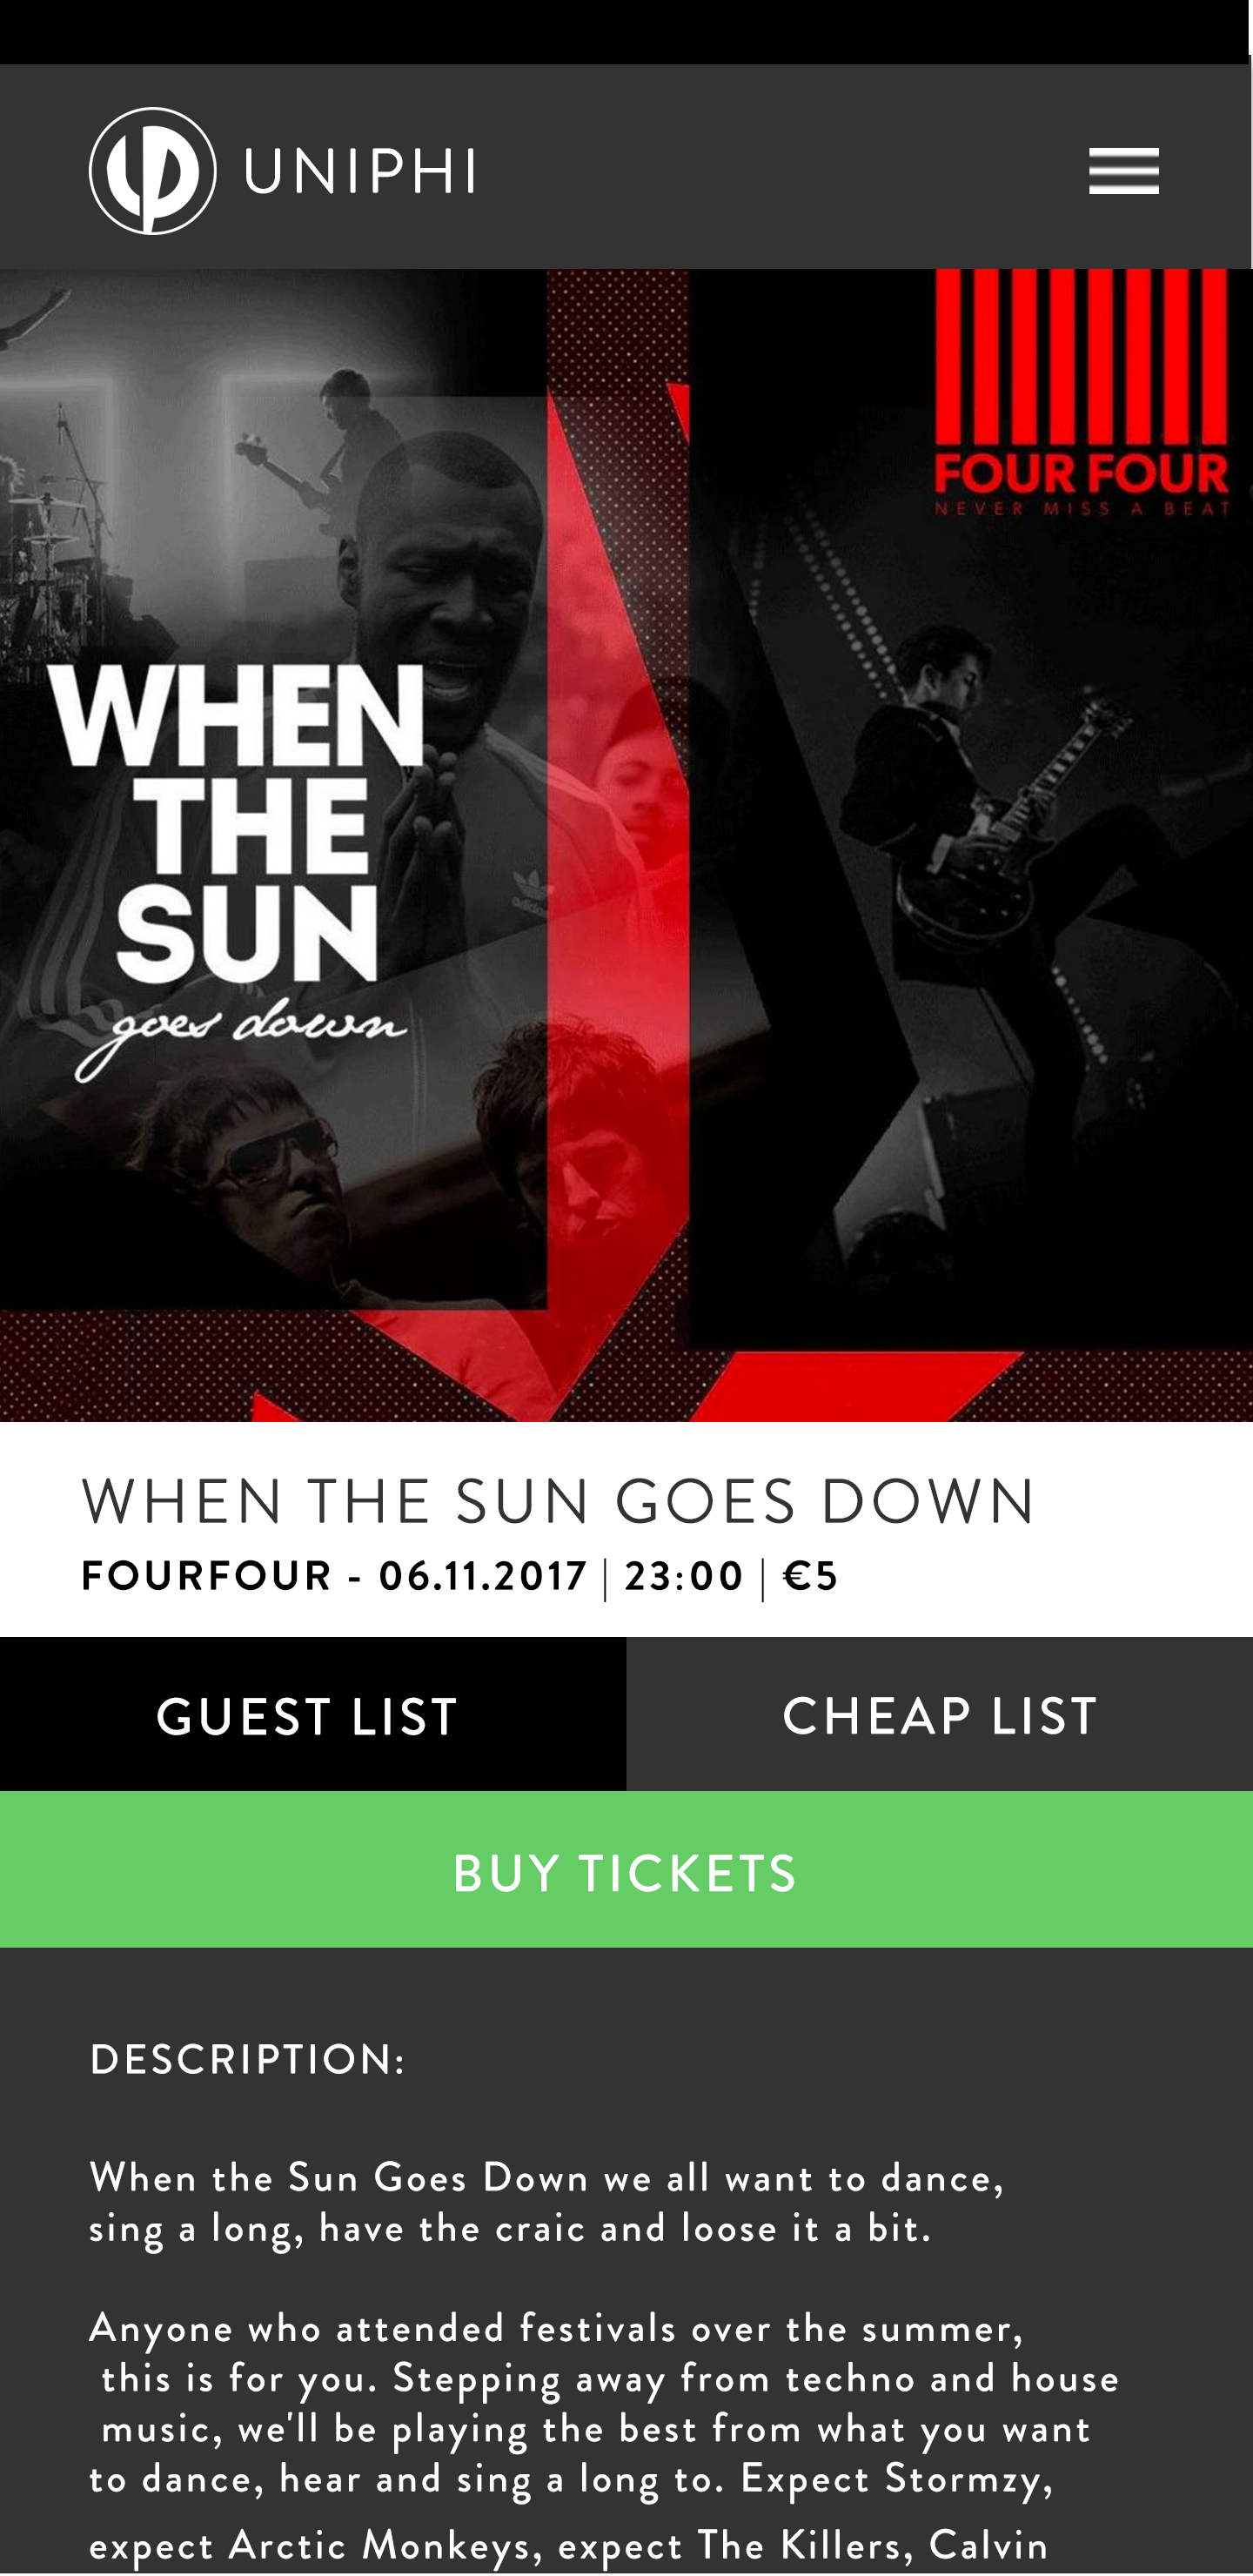 UNIPHI
FOUR FOUR
NEVER MISS A BEAT
WHEN
THE
SUN
goes down
adidas
WHEN THE SUN GOES DOWN
FOURFOUR - 06.11.2017 | 23:00 | €5
GUEST LIST
CHEAP LIST
BUY TICKETS
DESCRIPTION:
When the Sun Goes Down we all want to dance,
sing a long, have the craic and loose it a bit.
Anyone who attended festivals over the summer,
this is for you. Stepping away from techno and house
music, we'll be playing the best from what you want
to dance, hear and sing a long to. Expect Stormzy,
expect Arctic Monkeys, expect The Killers, Calvin